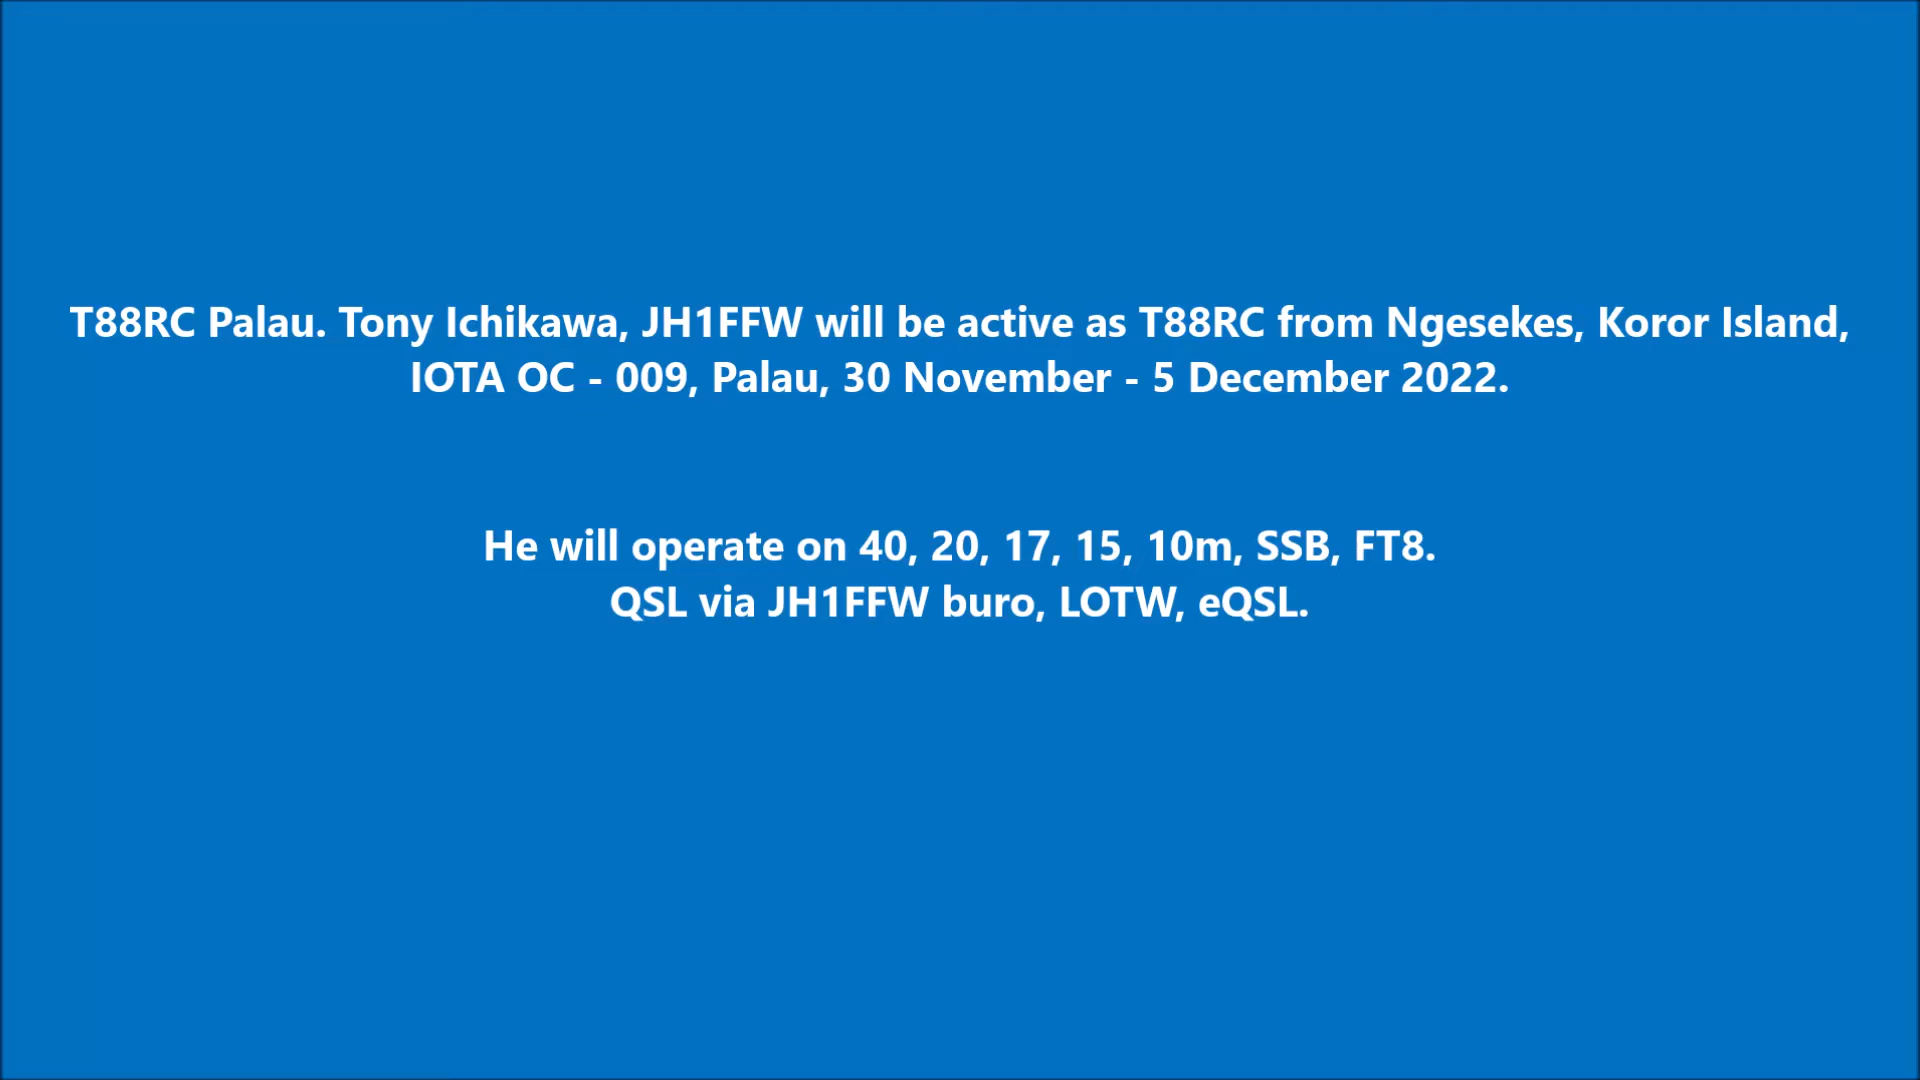 T88RC Palau. Tony Ichikawa, JH1FFW will be active as T88RC from Ngesekes, Koror Island,
IOTA OC - 009, Palau, 30 November - 5 December 2022.
He will operate on 40, 20, 17, 15, 10m, SSB, FT8.
QSL via JH1FFW buro, LOTW, eQSL.